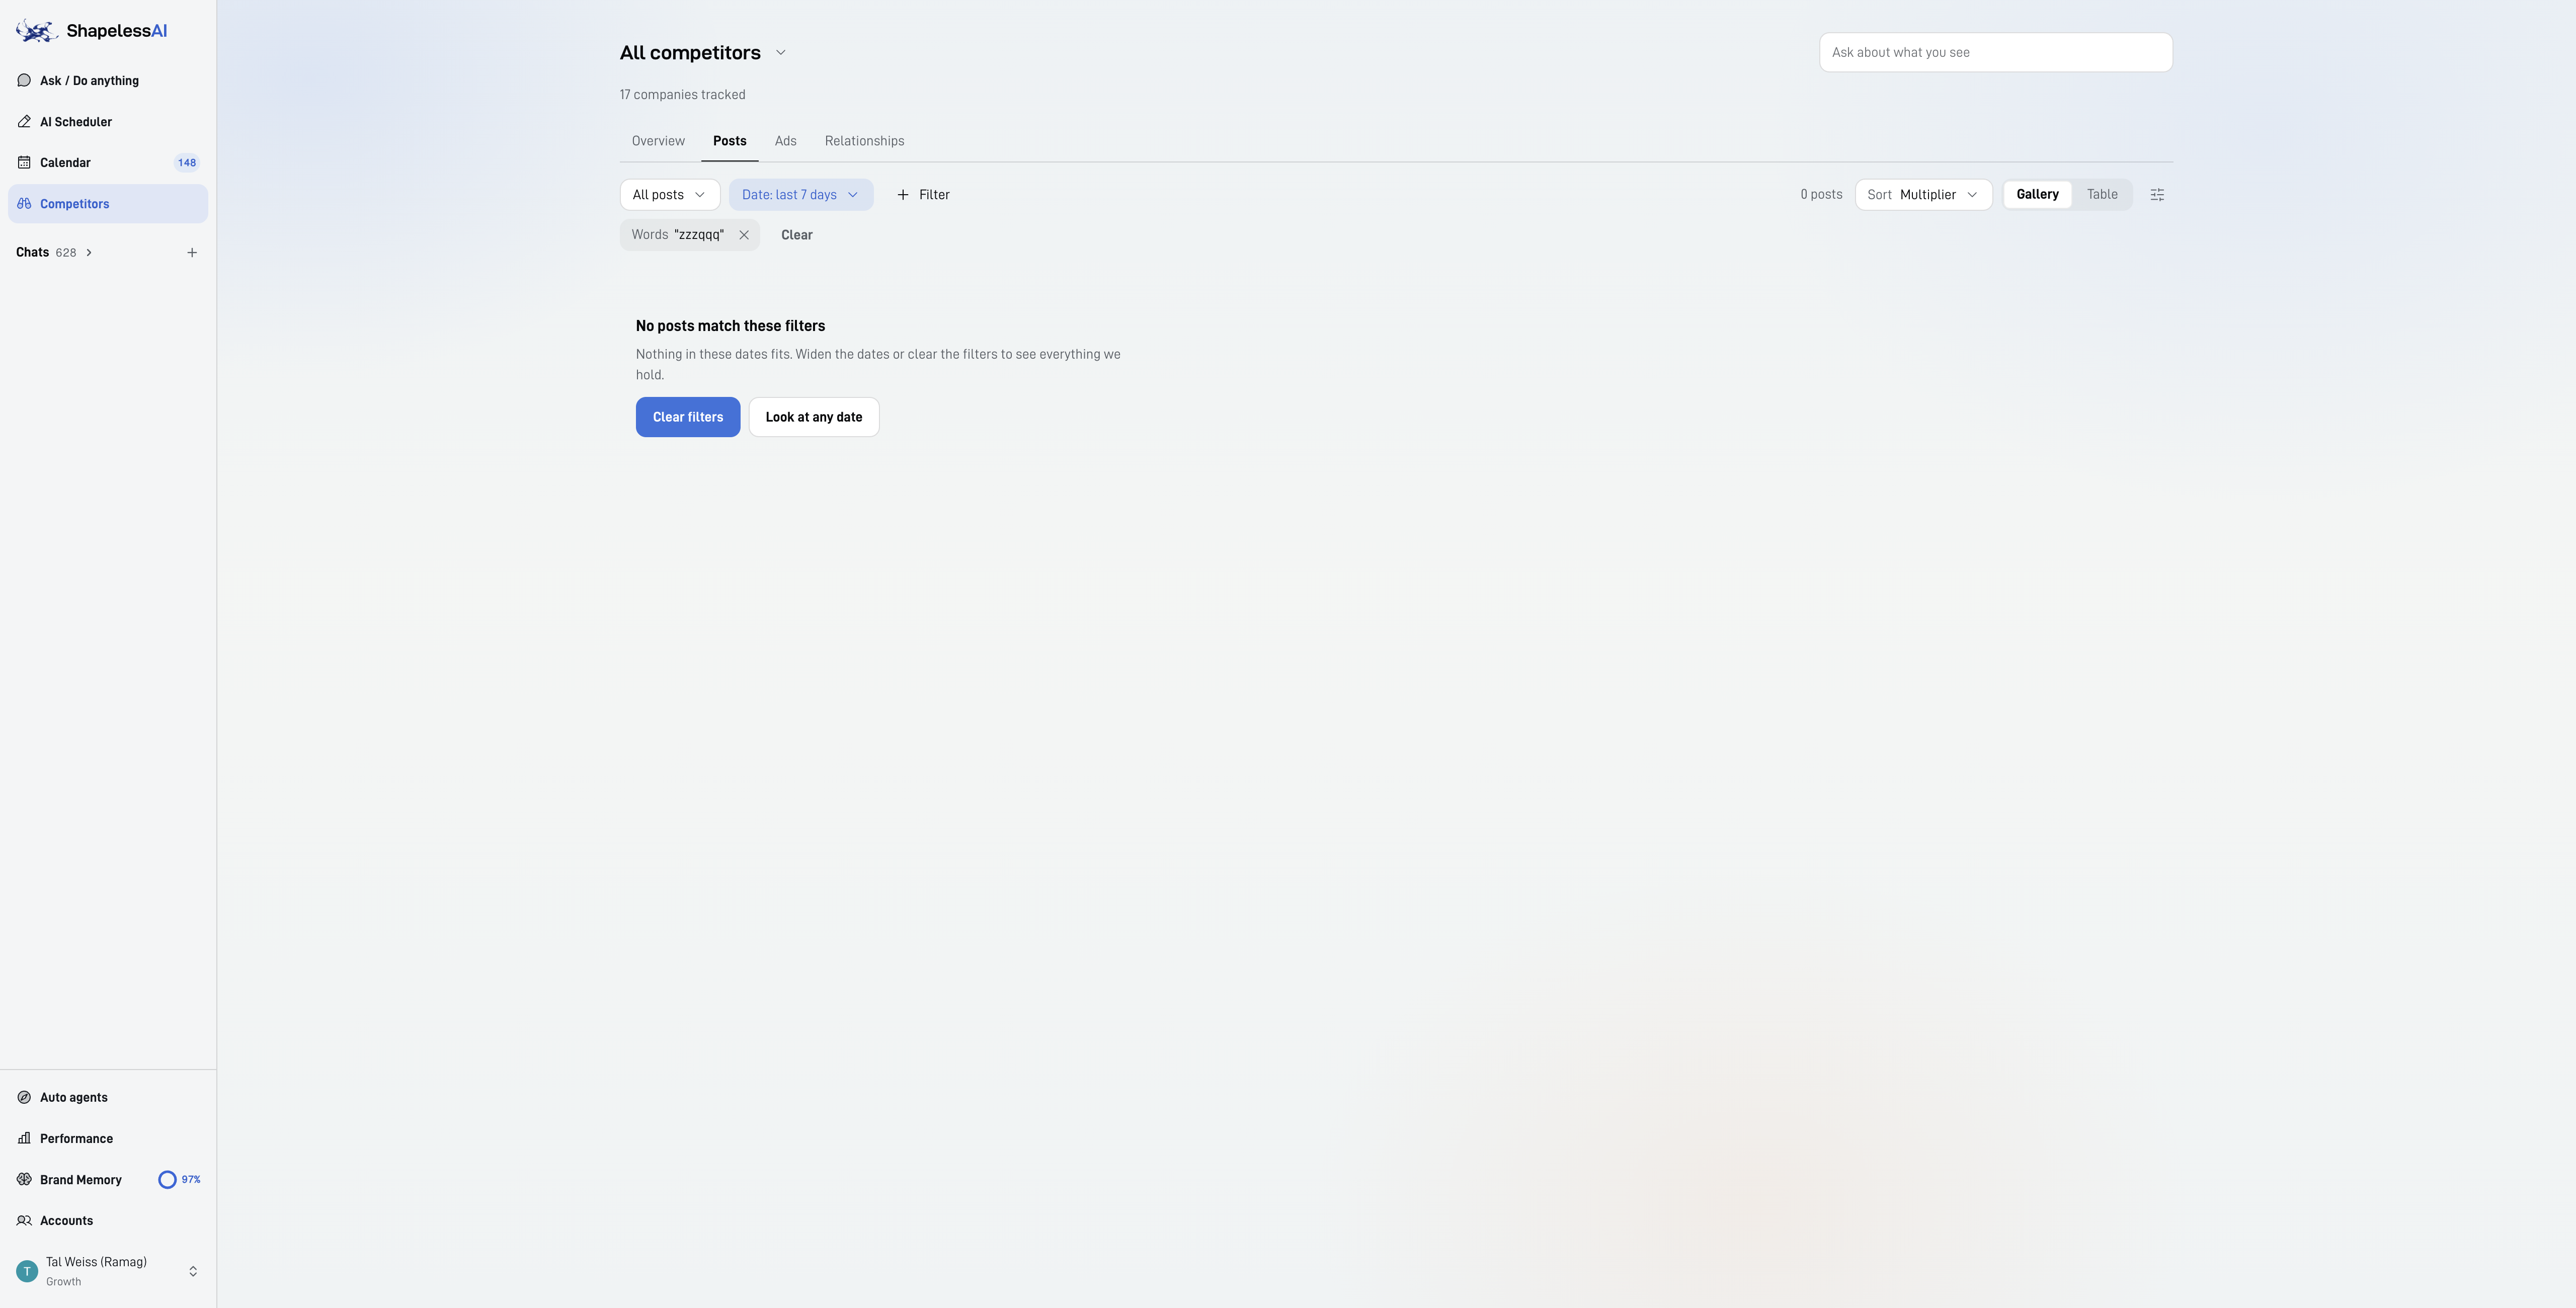 ShapelessAI
Ask / Do anything
AI Scheduler
Calendar 148
Competitors
Chats 628
All competitors
Ask about what you see
17 companies tracked
Overview Posts Ads Relationships
All posts Date: last 7 days Filter 0 posts Sort Multiplier Gallery Table
Words "zzzqqq" Clear
No posts match these filters
Nothing in these dates fits. Widen the dates or clear the filters to see everything we
hold.
Clear filters Look at any date
Auto agents
Performance
Brand Memory 97%
Accounts
T
Tal Weiss (Ramag)
Growth